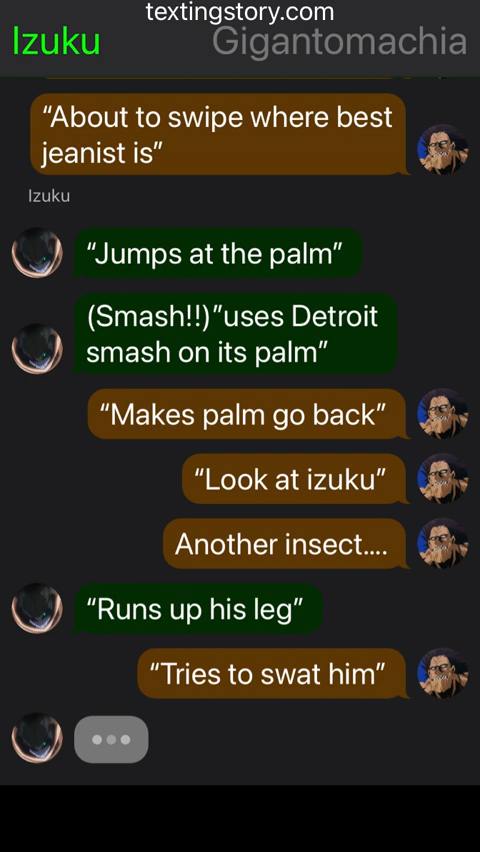 textingstory.com
Izuku Gigantomachia
“About to swipe where best
jeanist is”
Izuku
“Jumps at the palm”
(Smash!!)”uses Detroit
smash on its palm”
“Makes palm go back”
“Look at izuku”
Another insect....
“Runs up his leg”
“Tries to swat him”